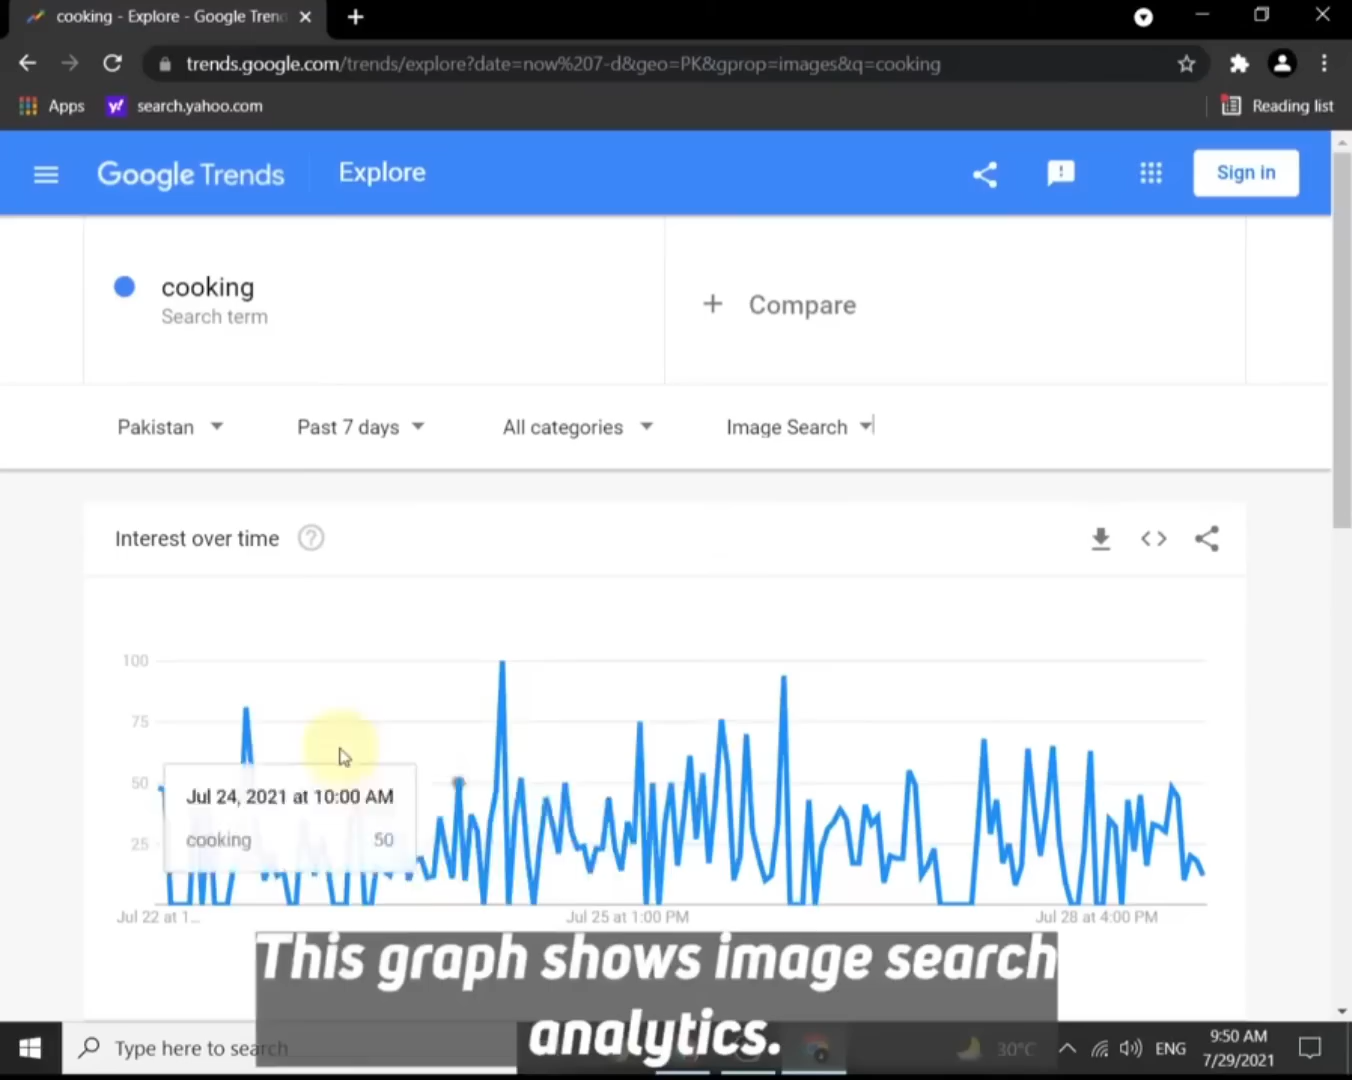 cooking - Explore - Google Tren
trends.google.com/trends/explore?date=now%207-d&geo=PK&gprop=images&q=cooking
Apps
search.yahoo.com
Reading list
Google Trends
Explore
Sign in
cooking
Search term
+ Compare
Pakistan
Past 7 days
All categories
Image Search
Interest over time
100
75
50
25
Jul 24, 2021 at 10:00 AM
cooking 50
Jul 22 at 1...
Jul 25 at 1:00 PM
Jul 28 at 4:00 PM
This graph shows image search
analytics.
Type here to search
30°C
ENG
9:50 AM
7/29/2021